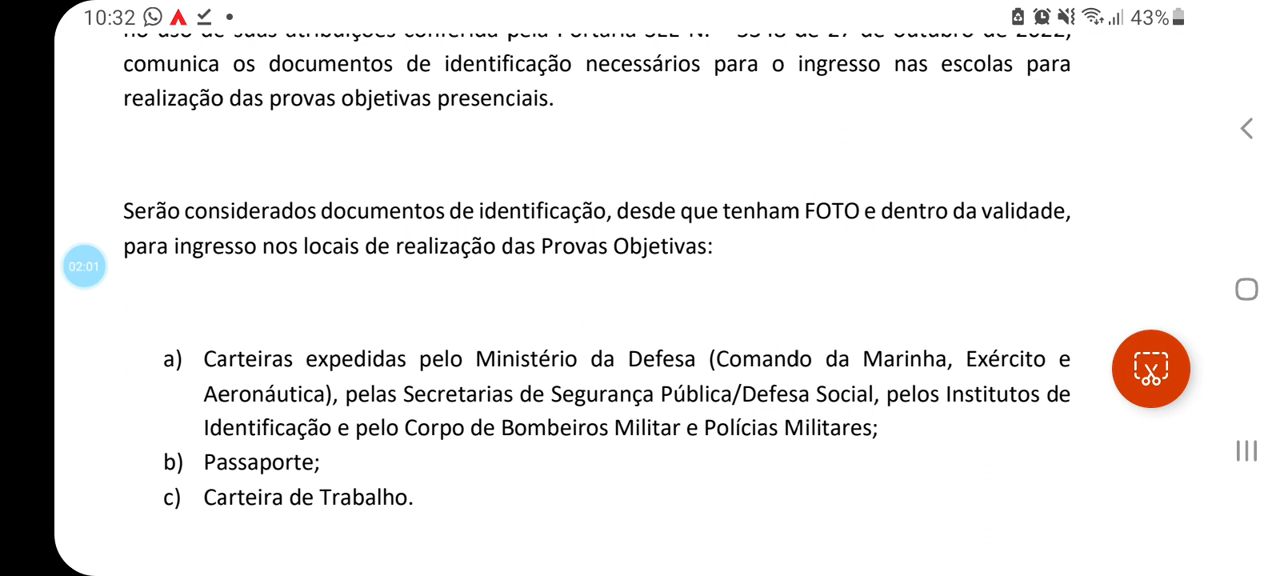 10:32
43%
comunica os documentos de identificação necessários para o ingresso nas escolas para
realização das provas objetivas presenciais.
Serão considerados documentos de identificação, desde que tenham FOTO e dentro da validade,
para ingresso nos locais de realização das Provas Objetivas:
02:01
a) Carteiras expedidas pelo Ministério da Defesa (Comando da Marinha, Exército e
Aeronáutica), pelas Secretarias de Segurança Pública/Defesa Social, pelos Institutos de
Identificação e pelo Corpo de Bombeiros Militar e Polícias Militares;
b) Passaporte;
c) Carteira de Trabalho.